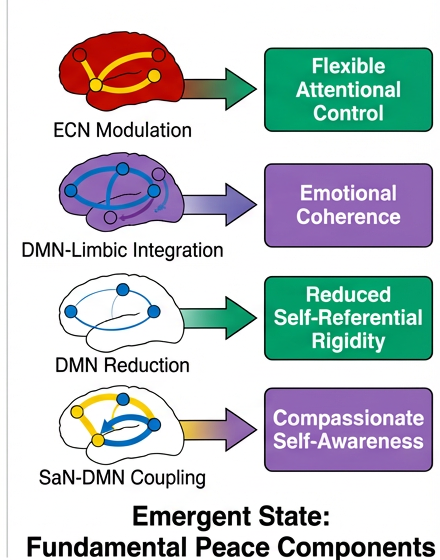 Flexible
Attentional
Control
ECN Modulation
Emotional
Coherence
DMN-Limbic Integration
Reduced
Self-Referential
Rigidity
DMN Reduction
Compassionate
Self-Awareness
SaN-DMN Coupling
Emergent State:
Fundamental Peace Components